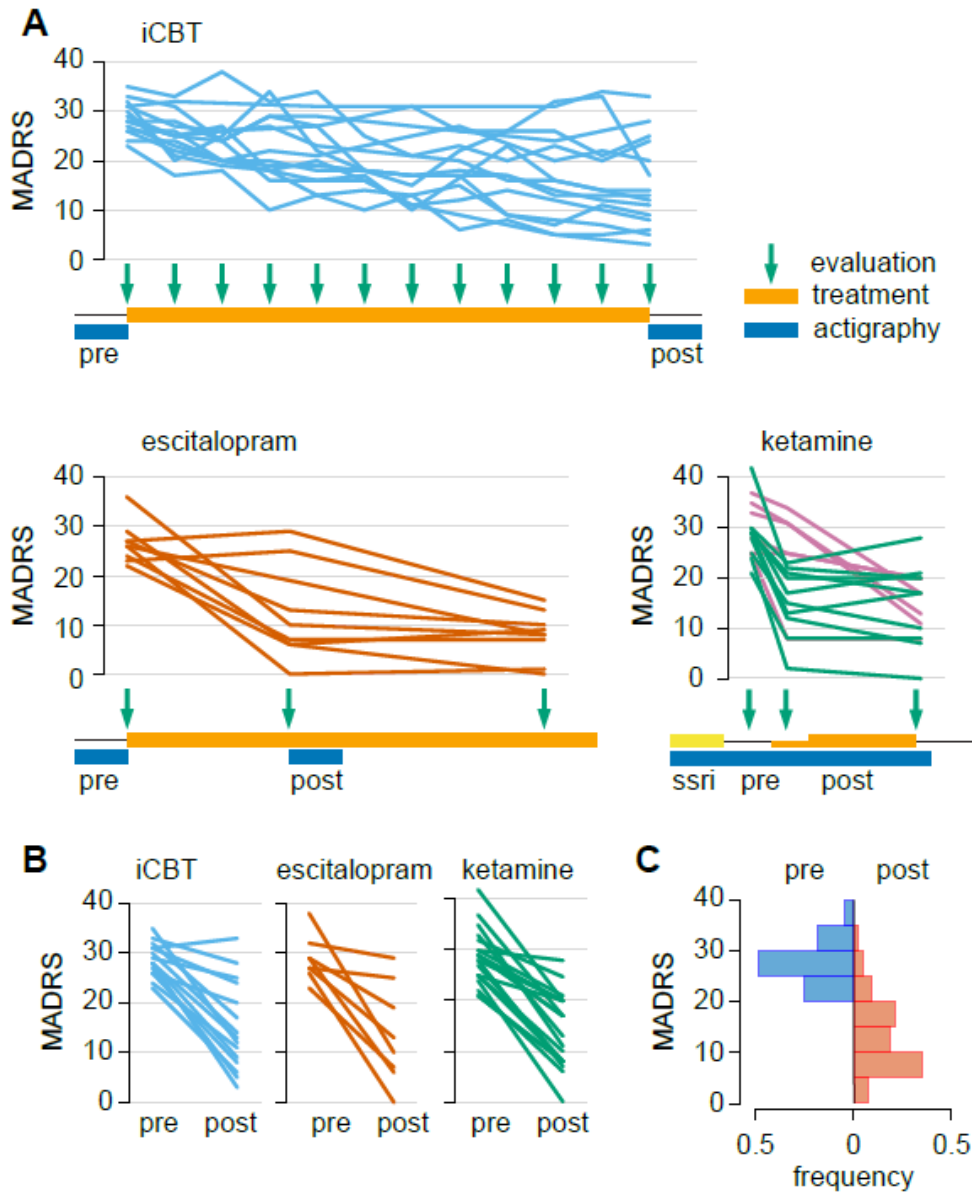 A
iCBT
40
30
20
10
0
MADRS
evaluation
treatment
actigraphy
pre
post
escitalopram
40
30
20
10
0
MADRS
pre
post
ketamine
40
30
20
10
0
MADRS
ssri pre post
B
iCBT escitalopram ketamine
40
30
20
10
0
MADRS
pre post pre post pre post
C
pre post
40
30
20
10
0
MADRS
0.5 0 0.5
frequency